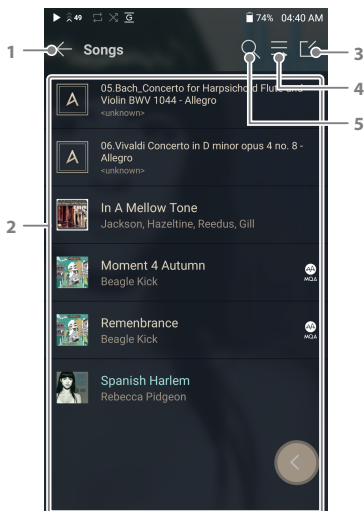 49 G 74% 04:40 AM
1 Songs 3
4
5
05.Bach_Concerto for Harpsichord Flute and
Violin BWV 1044 - Allegro
<unknown>
06.Vivaldi Concerto in D minor opus 4 no. 8 -
Allegro
<unknown>
2
In A Mellow Tone
Jackson, Hazeltine, Reedus, Gill
Moment 4 Autumn
Beagle Kick
MQA
Remenbrance
Beagle Kick
MQA
Spanish Harlem
Rebecca Pidgeon